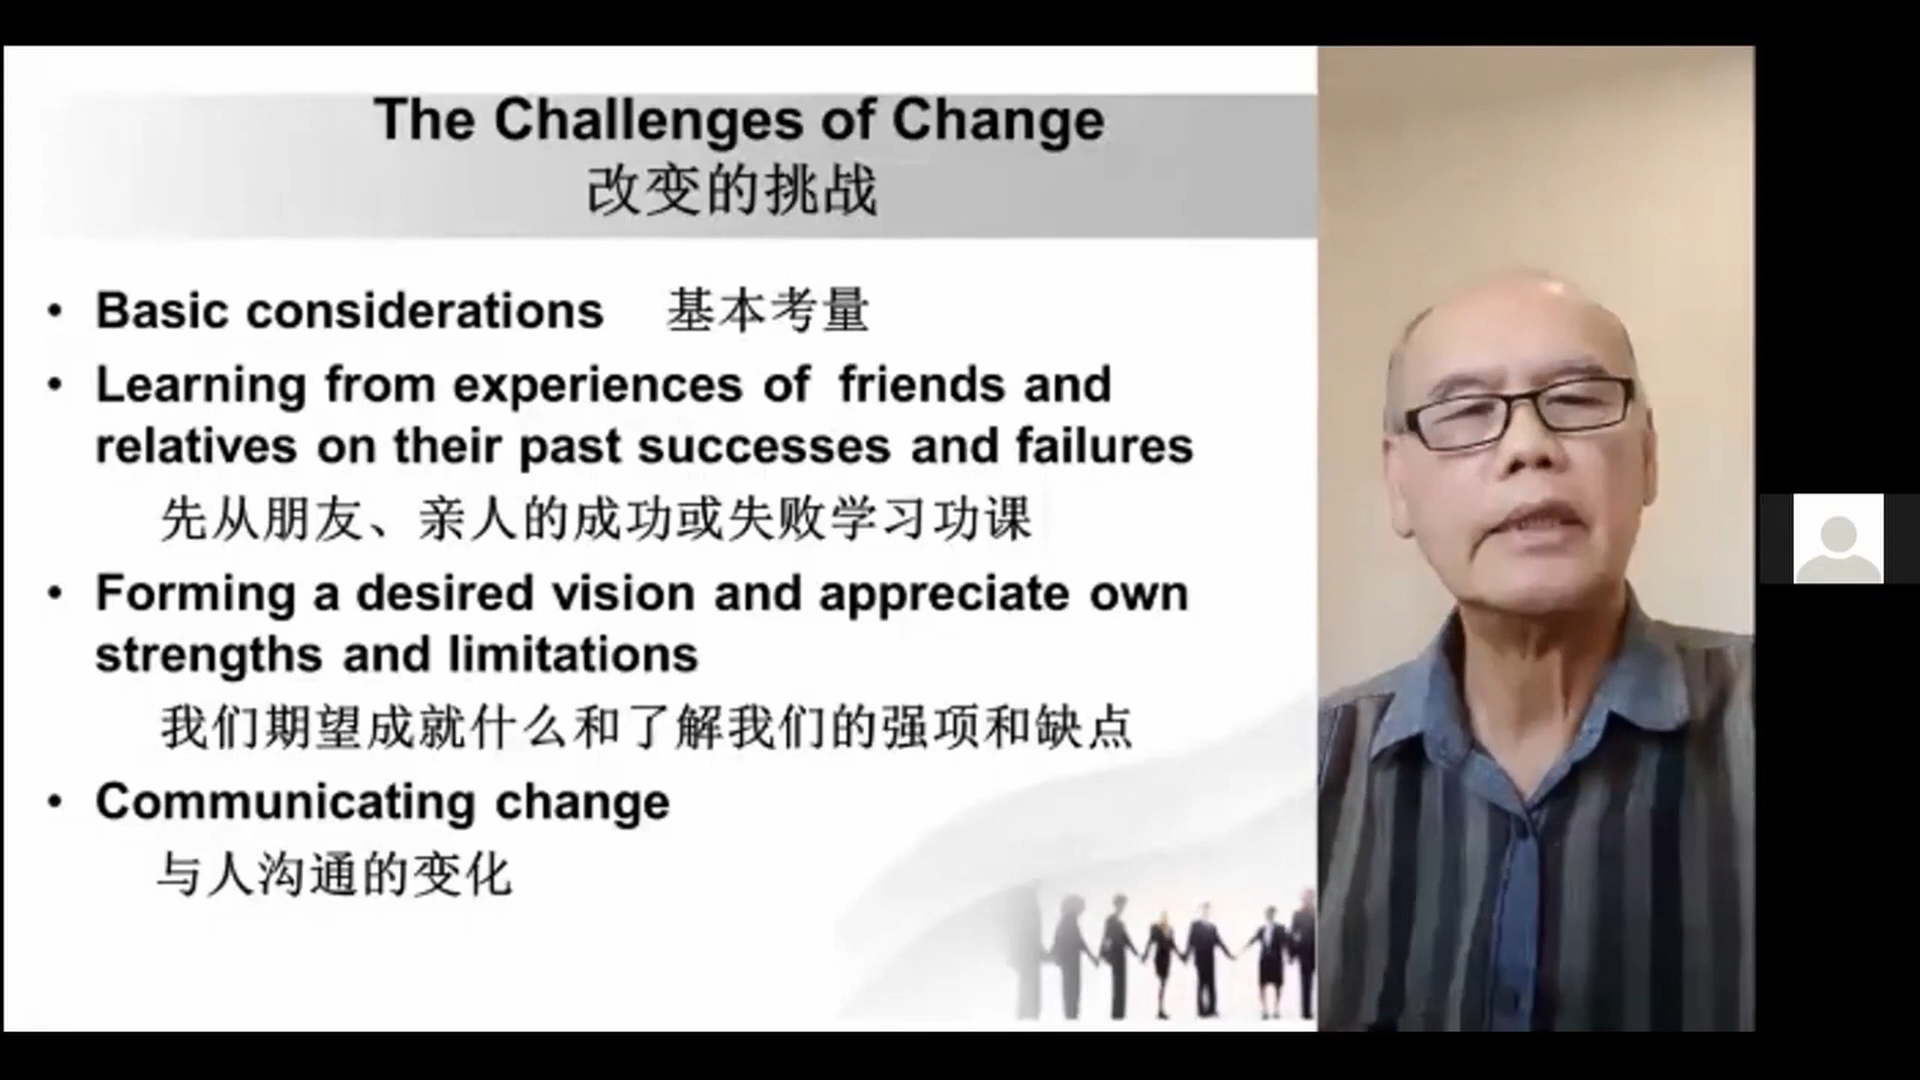 The Challenges of Change
改变的挑战
• Basic considerations 基本考量
• Learning from experiences of friends and
relatives on their past successes and failures
先从朋友、亲人的成功或失败学习功课
• Forming a desired vision and appreciate own
strengths and limitations
我们期望成就什么和了解我们的强项和缺点
• Communicating change
与人沟通的变化